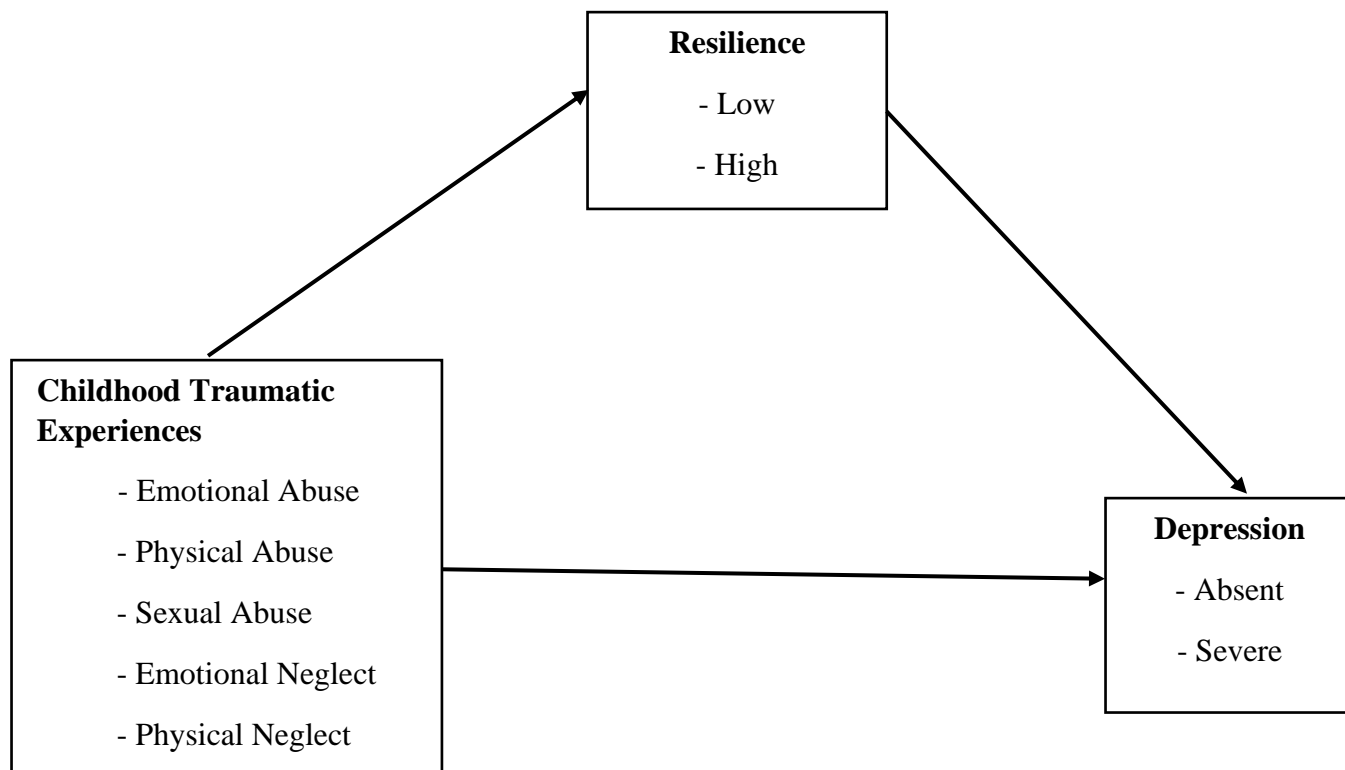 Resilience
- Low
- High
Childhood Traumatic
Experiences
- Emotional Abuse
- Physical Abuse
- Sexual Abuse
- Emotional Neglect
- Physical Neglect
Depression
- Absent
- Severe